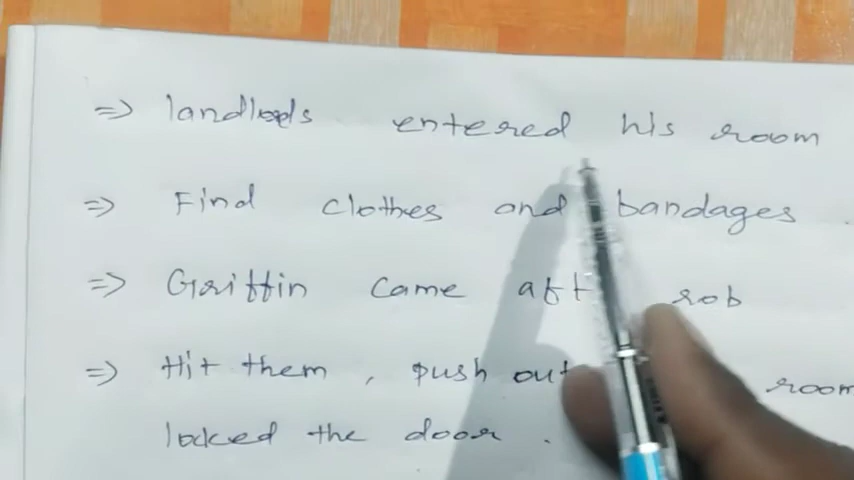 ⇒ landlords entered his room
⇒ Find clothes and bandages .
⇒ Griffin came aft rob
⇒ Hit them , push out room
locked the door .